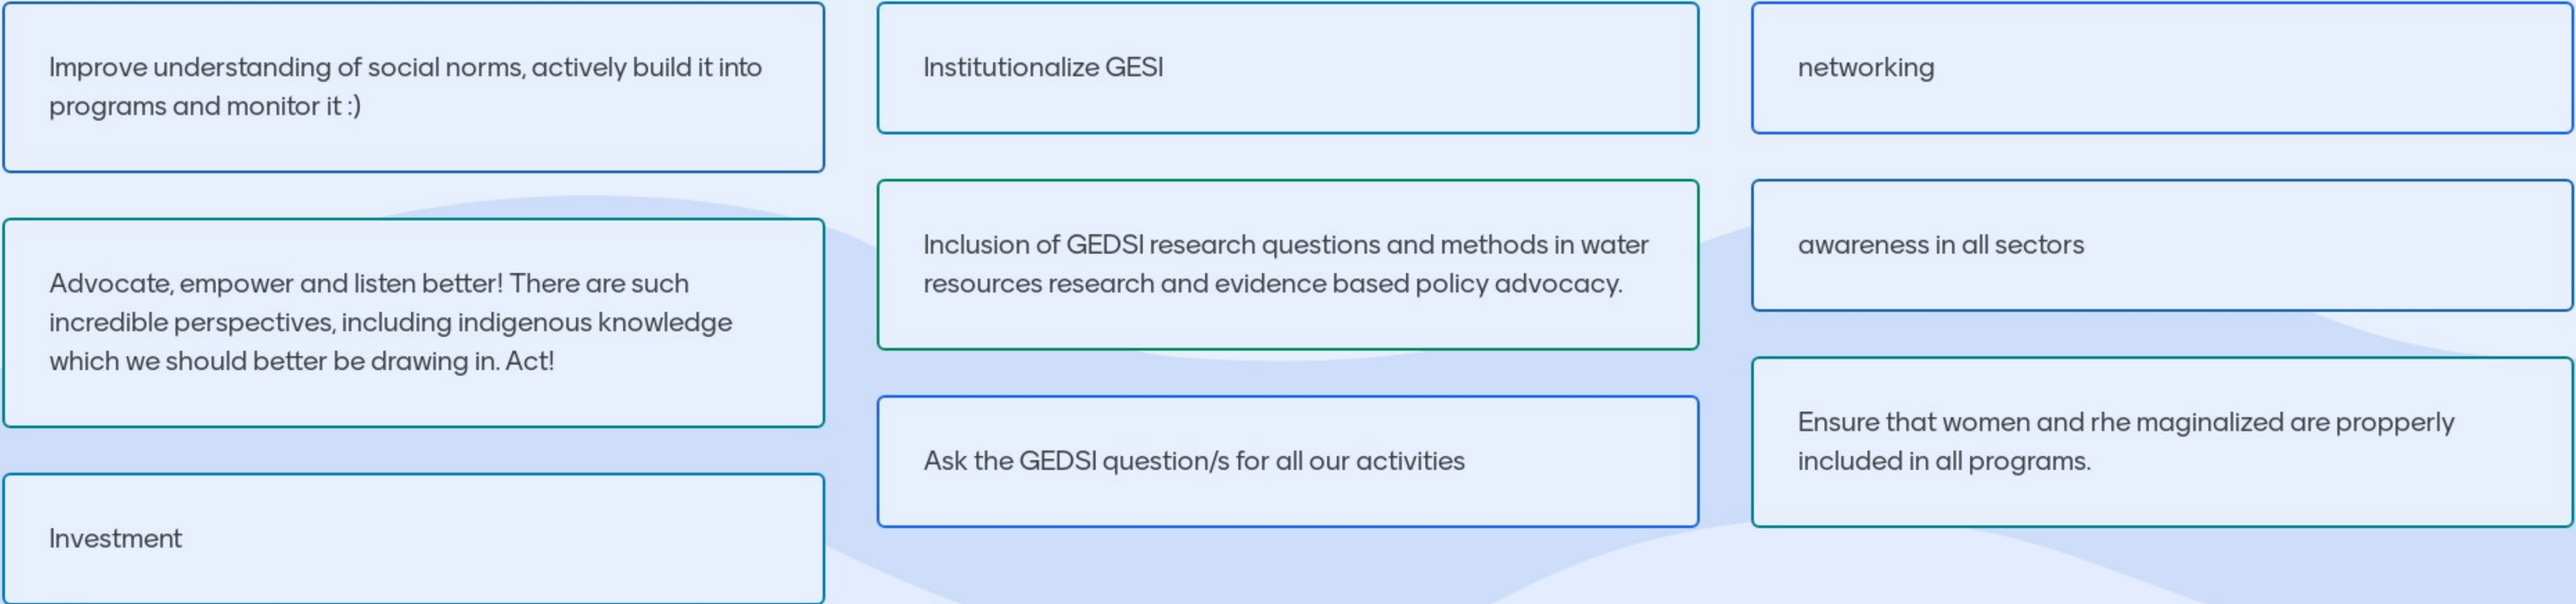 Improve understanding of social norms, actively build it into
programs and monitor it :)
Advocate, empower and listen better! There are such
incredible perspectives, including indigenous knowledge
which we should better be drawing in. Act!
Investment
Institutionalize GESI
Inclusion of GEDSI research questions and methods in water
resources research and evidence based policy advocacy.
Ask the GEDSI question/s for all our activities
networking
awareness in all sectors
Ensure that women and rhe maginalized are propperly
included in all programs.